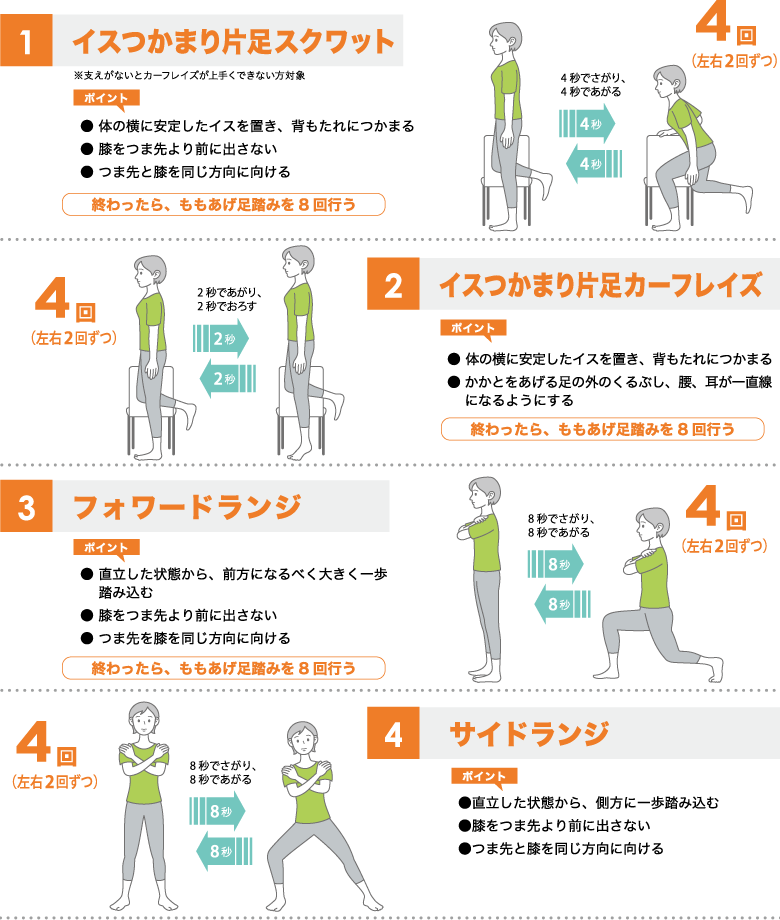 1 イスつかまり片足スクワット
※支えがないとカーフレイズが上手くできない方対象
ポイント
● 体の横に安定したイスを置き、背もたれにつかまる
● 膝をつま先より前に出さない
● つま先と膝を同じ方向に向ける
終わったら、ももあげ足踏みを8回行う
4秒でさがり、
4秒であがる
4秒
4秒
4回
(左右2回ずつ)
2 イスつかまり片足カーフレイズ
ポイント
● 体の横に安定したイスを置き、背もたれにつかまる
● かかとをあげる足の外のくるぶし、腰、耳が一直線
になるようにする
終わったら、ももあげ足踏みを8回行う
4回
(左右2回ずつ)
2秒であがり、
2秒でおろす
2秒
2秒
3 フォワードランジ
ポイント
● 直立した状態から、前方になるべく大きく一歩
踏み込む
● 膝をつま先より前に出さない
● つま先を膝を同じ方向に向ける
終わったら、ももあげ足踏みを8回行う
8秒でさがり、
8秒であがる
8秒
8秒
4回
(左右2回ずつ)
4 サイドランジ
ポイント
●直立した状態から、側方に一歩踏み込む
●膝をつま先より前に出さない
●つま先と膝を同じ方向に向ける
4回
(左右2回ずつ)
8秒でさがり、
8秒であがる
8秒
8秒